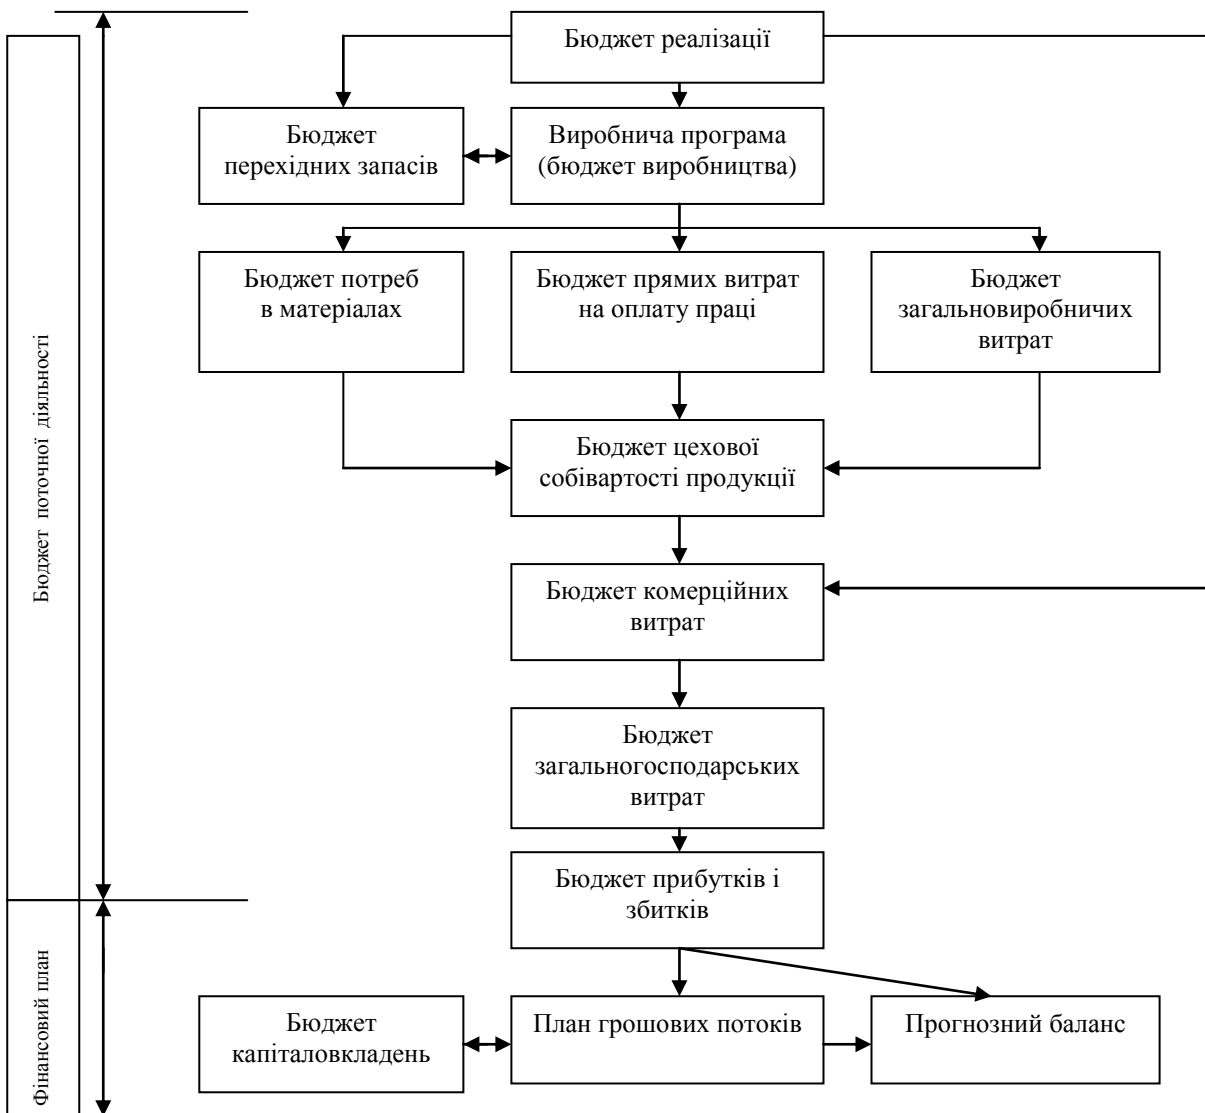 Бюджет реалізації
Бюджет
перехідних запасів
Виробнича програма
(бюджет виробництва)
Бюджет потреб
в матеріалах
Бюджет прямих витрат
на оплату праці
Бюджет
загальновиробничих
витрат
Бюджет цехової
собівартості продукції
Бюджет комерційних
витрат
Бюджет
загальногосподарських
витрат
Бюджет прибутків і
збитків
Бюджет
капіталовкладень
План грошових потоків
Прогнозний баланс
Бюджет поточної діяльності
Фінансовий план